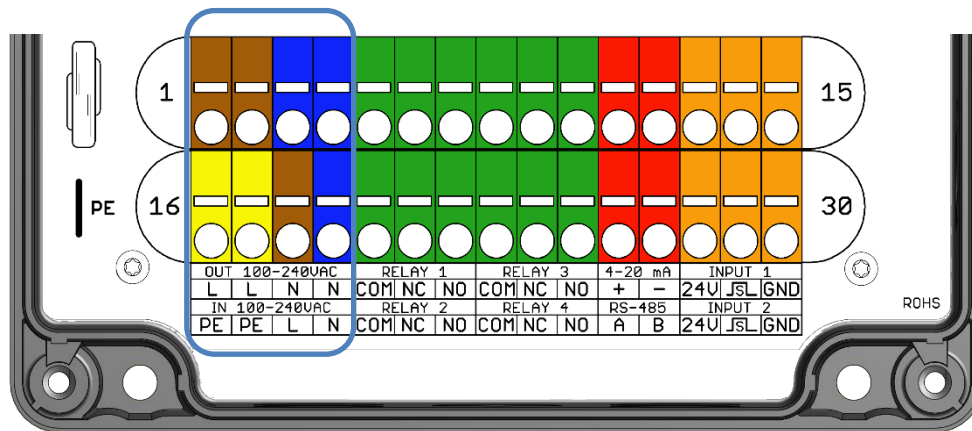 1 15
PE 16 30
OUT 100-240VAC RELAY 1 RELAY 3 4-20 mA INPUT 1
L L N N COM NC NO COM NC NO + - 24V S GND
IN 100-240VAC RELAY 2 RELAY 4 RS-485 INPUT 2
PE PE L N COM NC NO COM NC NO A B 24V S GND
ROHS